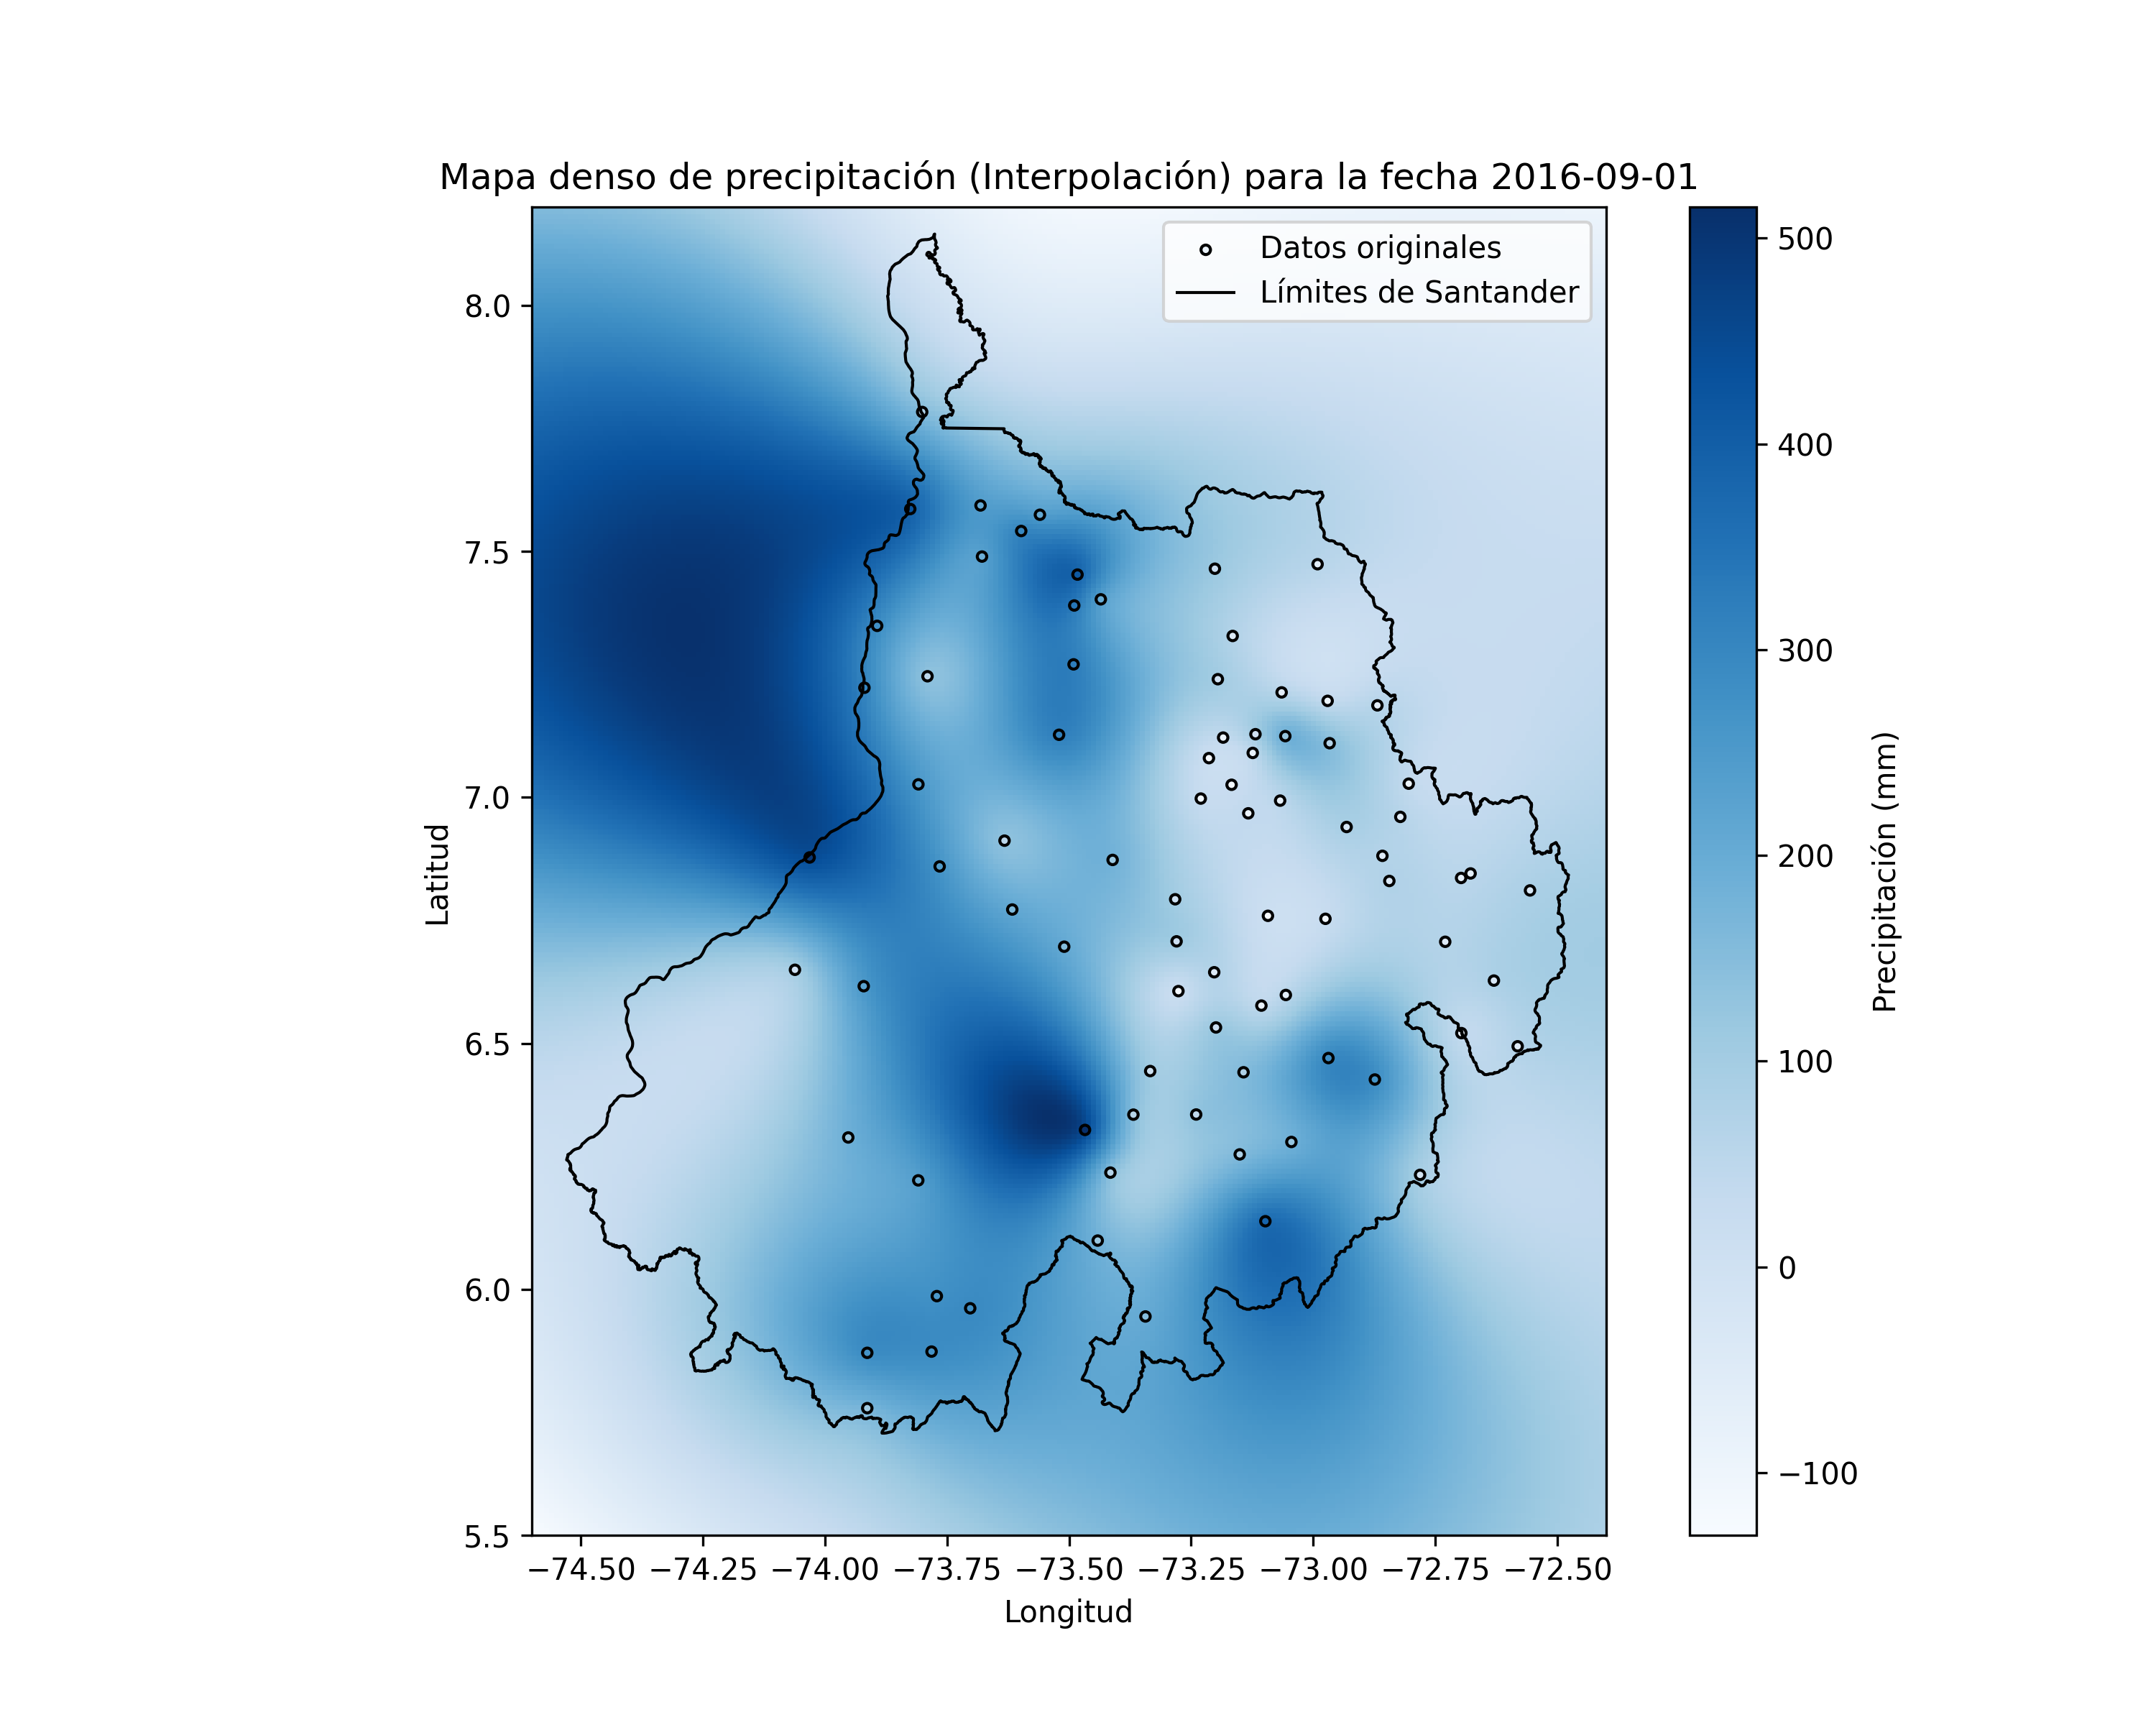 Mapa denso de precipitación (Interpolación) para la fecha 2016-09-01
Datos originales
Límites de Santander
8.0
7.5
7.0
6.5
6.0
5.5
Latitud
−74.50 −74.25 −74.00 −73.75 −73.50 −73.25 −73.00 −72.75 −72.50
Longitud
500
400
300
200
100
0
−100
Precipitación (mm)